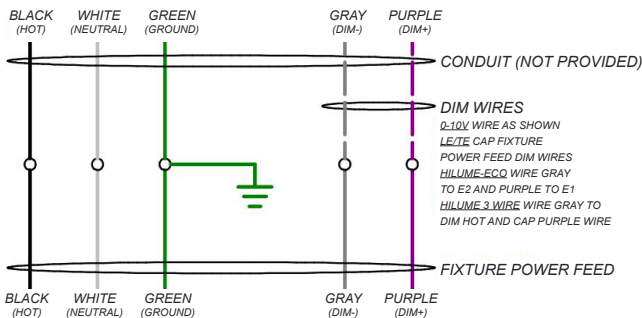 BLACK WHITE GREEN GRAY PURPLE
(HOT) (NEUTRAL) (GROUND) (DIM-) (DIM+)
CONDUIT (NOT PROVIDED)
DIM WIRES
0-10V WIRE AS SHOWN
LE/TE CAP FIXTURE
POWER FEED DIM WIRES
HILUME-ECO WIRE GRAY
TO E2 AND PURPLE TO E1
HILUME 3 WIRE WIRE GRAY TO
DIM HOT AND CAP PURPLE WIRE
FIXTURE POWER FEED
BLACK WHITE GREEN GRAY PURPLE
(HOT) (NEUTRAL) (GROUND) (DIM-) (DIM+)